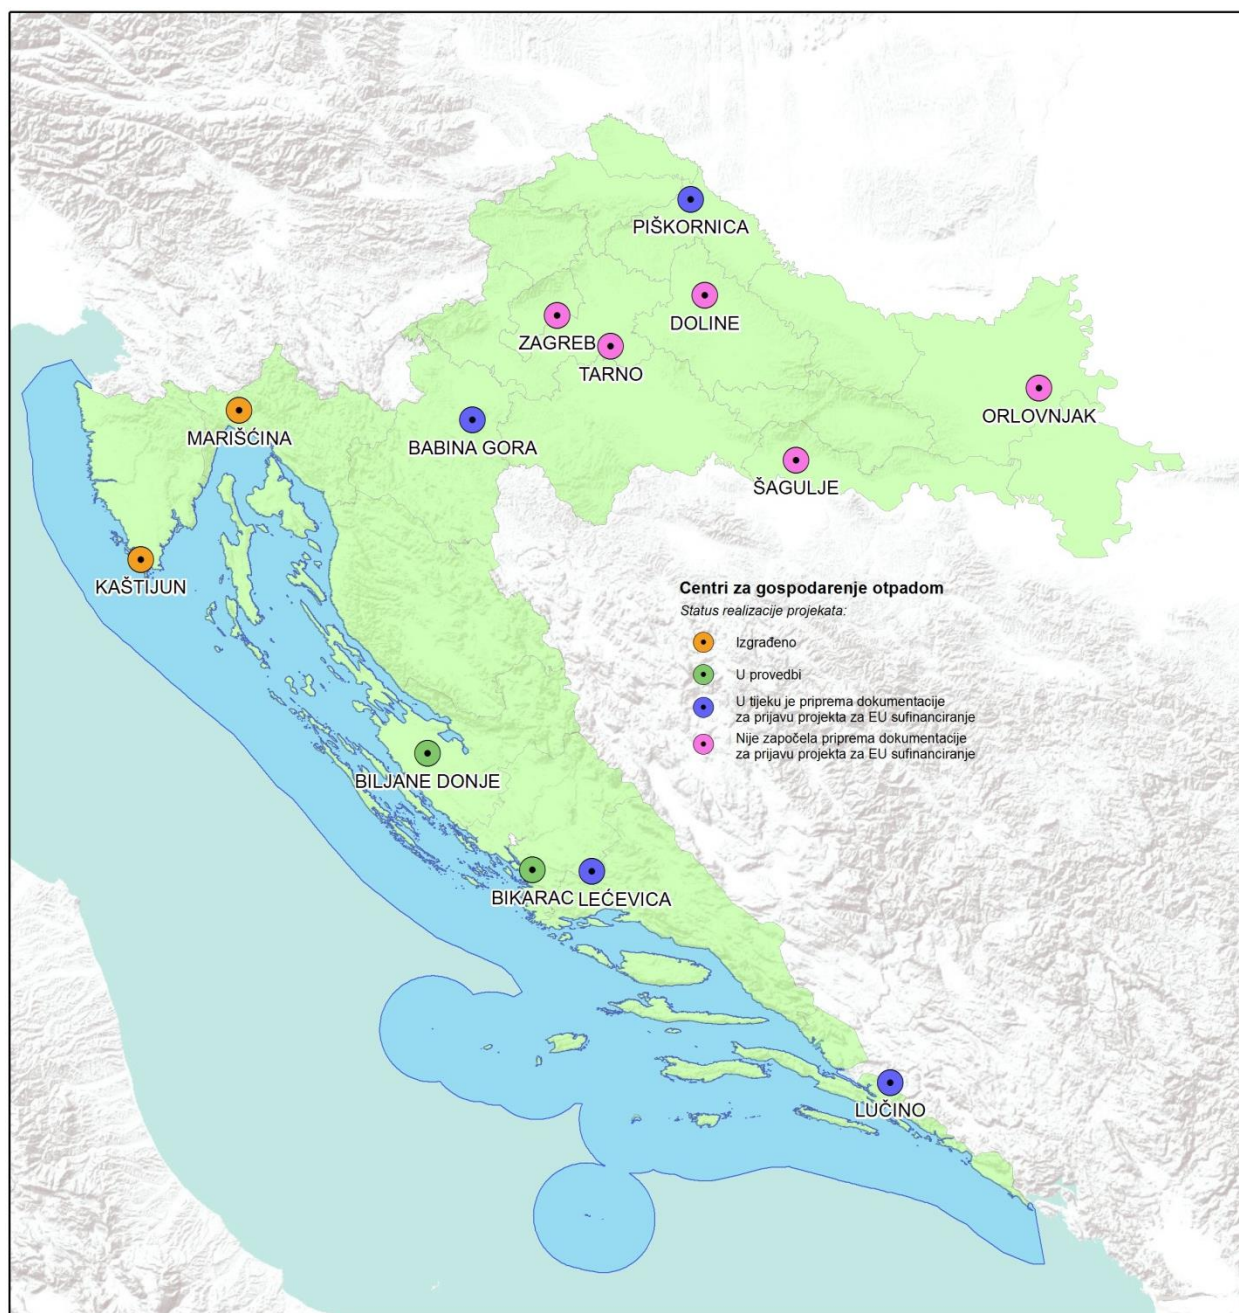 PIŠKORNICA
DOLINE
ZAGREB
TARNO
ORLOVNJAK
MARIŠĆINA
BABINA GORA
ŠAGULJE
KAŠTIJUN
Centri za gospodarenje otpadom
Status realizacije projekata:
Izgrađeno
U provedbi
U tijeku je priprema dokumentacije
za prijavu projekta za EU sufinanciranje
Nije započela priprema dokumentacije
za prijavu projekta za EU sufinanciranje
BILJANE DONJE
BIKARAC
LEĆEVICA
LUČINO